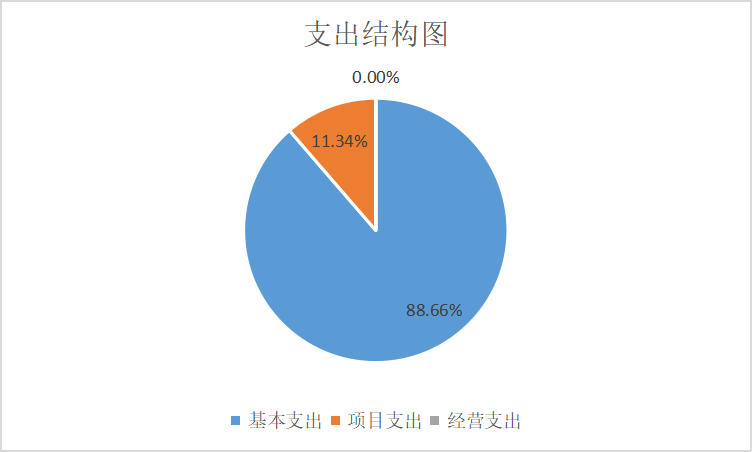 支出结构图
0.00%
11.34%
88.66%
基本支出 项目支出 经营支出